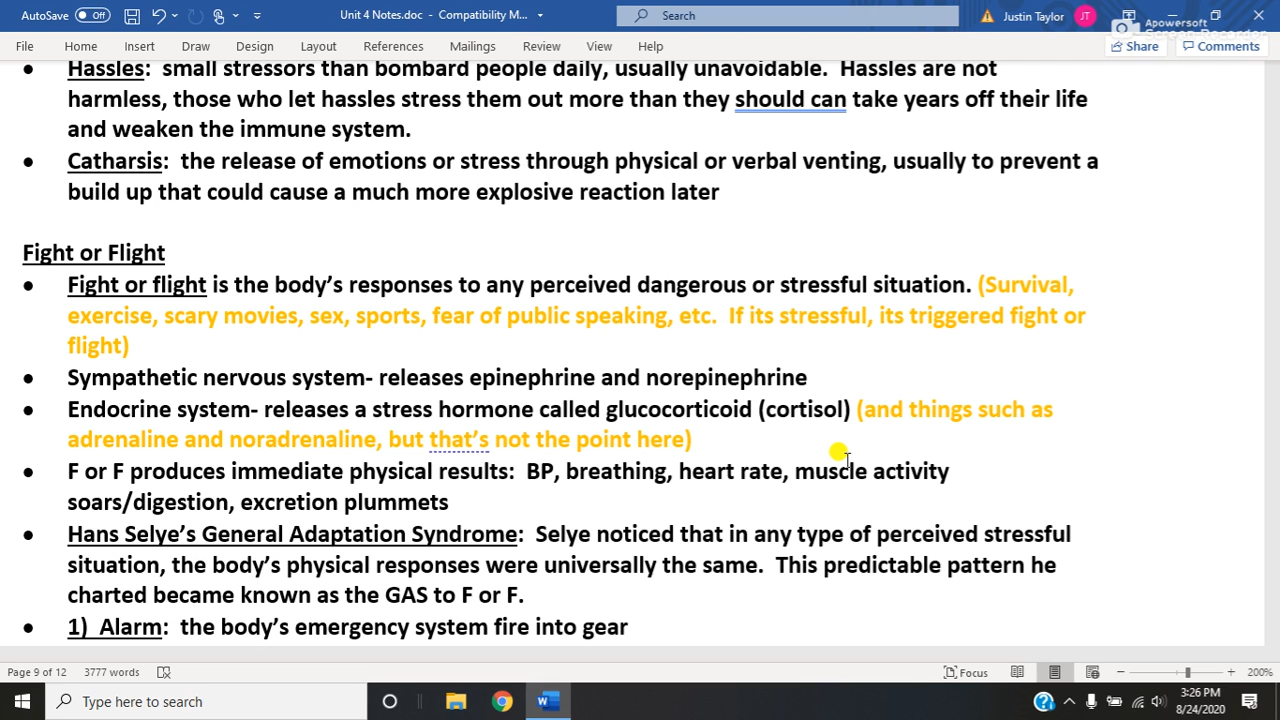 AutoSave Off Unit 4 Notes.doc - Compatibility M... Search Justin Taylor JT Apowersoft
Screen Recorder
File Home Insert Draw Design Layout References Mailings Review View Help Share Comments
• Hassles: small stressors than bombard people daily, usually unavoidable. Hassles are not
harmless, those who let hassles stress them out more than they should can take years off their life
and weaken the immune system.
• Catharsis: the release of emotions or stress through physical or verbal venting, usually to prevent a
build up that could cause a much more explosive reaction later
Fight or Flight
• Fight or flight is the body's responses to any perceived dangerous or stressful situation. (Survival,
exercise, scary movies, sex, sports, fear of public speaking, etc. If its stressful, its triggered fight or
flight)
• Sympathetic nervous system- releases epinephrine and norepinephrine
• Endocrine system- releases a stress hormone called glucocorticoid (cortisol) (and things such as
adrenaline and noradrenaline, but that's not the point here)
• F or F produces immediate physical results: BP, breathing, heart rate, muscle activity
soars/digestion, excretion plummets
• Hans Selye's General Adaptation Syndrome: Selye noticed that in any type of perceived stressful
situation, the body's physical responses were universally the same. This predictable pattern he
charted became known as the GAS to F or F.
• 1) Alarm: the body's emergency system fire into gear
Page 9 of 12 3777 words Focus 200%
Type here to search 3:26 PM
8/24/2020